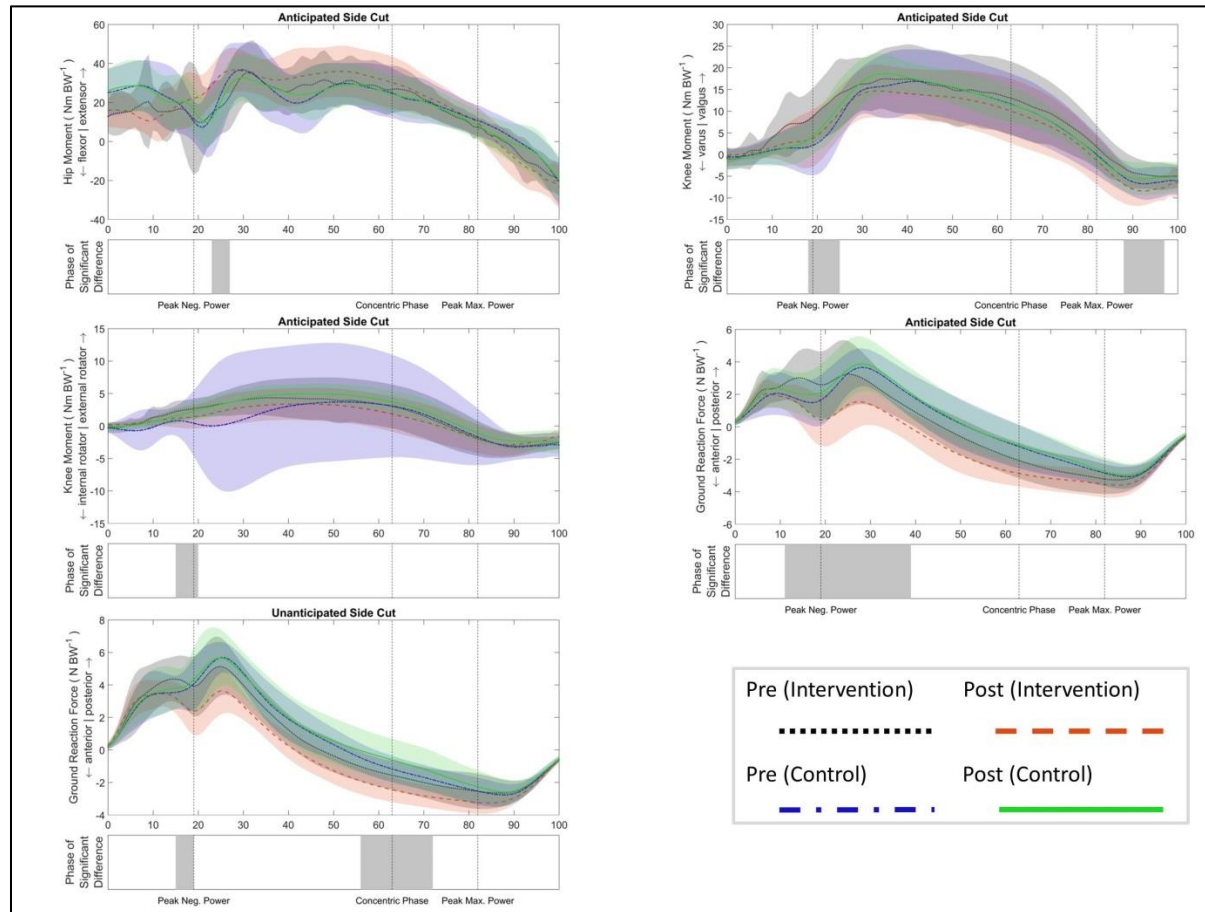 Anticipated Side Cut
60
40
20
0
-20
-40
Hip Moment ( Nm BW⁻¹ )
← flexor | extensor →
0 10 20 30 40 50 60 70 80 90 100
Phase of
Significant
Difference
Peak Neg. Power Concentric Phase Peak Max. Power
Anticipated Side Cut
30
25
20
15
10
5
0
-5
-10
-15
Knee Moment ( Nm BW⁻¹ )
← varus | valgus →
0 10 20 30 40 50 60 70 80 90 100
Phase of
Significant
Difference
Peak Neg. Power Concentric Phase Peak Max. Power
Anticipated Side Cut
15
10
5
0
-5
-10
-15
Knee Moment ( Nm BW⁻¹ )
← internal rotator | external rotator →
0 10 20 30 40 50 60 70 80 90 100
Phase of
Significant
Difference
Anticipated Side Cut
6
4
2
0
-2
-4
-6
Ground Reaction Force ( N BW⁻¹ )
← anterior | posterior →
0 10 20 30 40 50 60 70 80 90 100
Phase of
Significant
Difference
Peak Neg. Power Concentric Phase Peak Max. Power
Unanticipated Side Cut
8
6
4
2
0
-2
-4
Ground Reaction Force ( N BW⁻¹ )
← anterior | posterior →
0 10 20 30 40 50 60 70 80 90 100
Phase of
Significant
Difference
Peak Neg. Power Concentric Phase Peak Max. Power
Pre (Intervention) Post (Intervention)
Pre (Control) Post (Control)